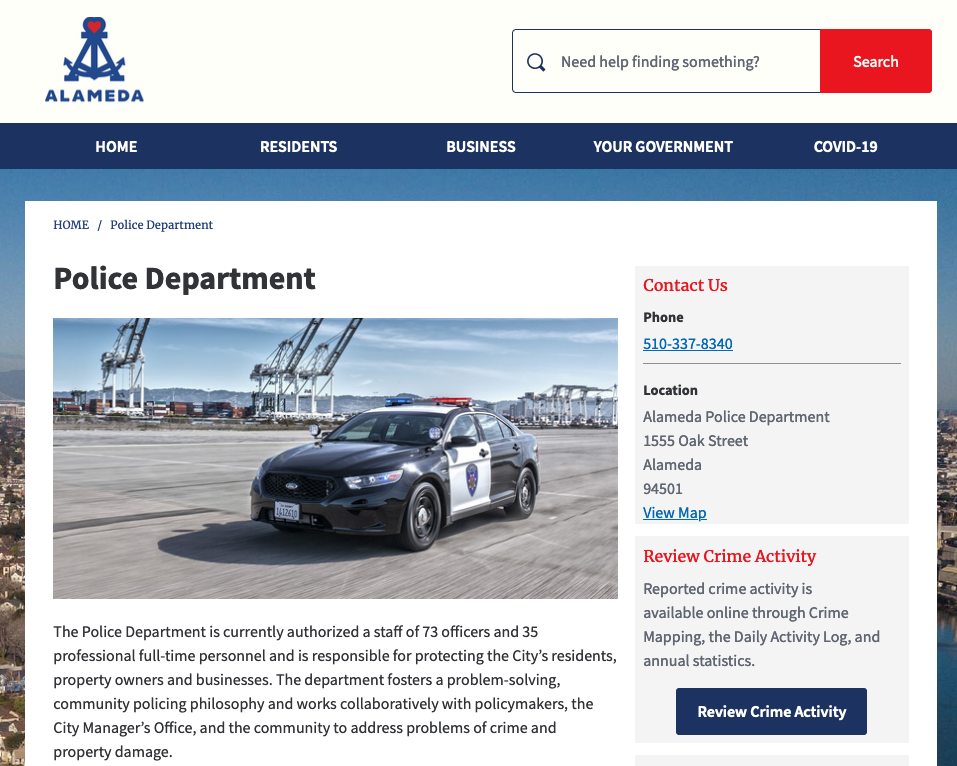 ALAMEDA
Need help finding something?
Search
HOME
RESIDENTS
BUSINESS
YOUR GOVERNMENT
COVID-19
HOME / Police Department
Police Department
The Police Department is currently authorized a staff of 73 officers and 35
professional full-time personnel and is responsible for protecting the City’s residents,
property owners and businesses. The department fosters a problem-solving,
community policing philosophy and works collaboratively with policymakers, the
City Manager’s Office, and the community to address problems of crime and
property damage.
Contact Us
Phone
510-337-8340
Location
Alameda Police Department
1555 Oak Street
Alameda
94501
View Map
Review Crime Activity
Reported crime activity is
available online through Crime
Mapping, the Daily Activity Log, and
annual statistics.
Review Crime Activity